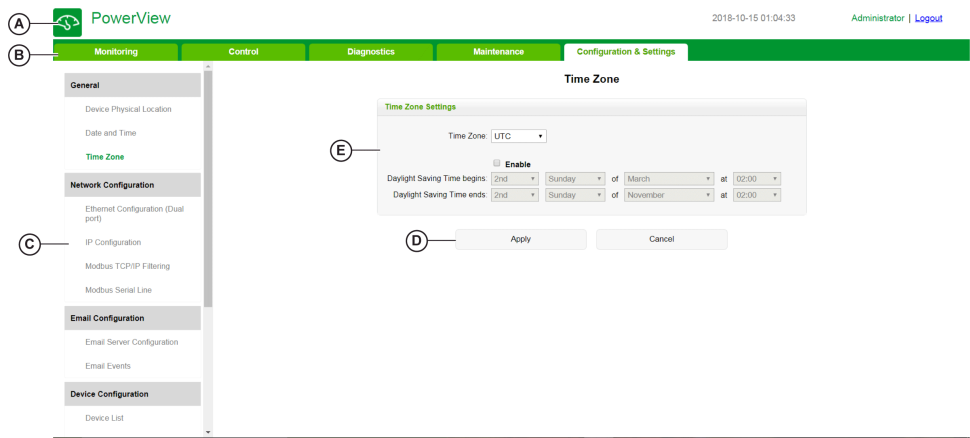 A
PowerView
2018-10-15 01:04:33
Administrator | Logout
B
Monitoring
Control
Diagnostics
Maintenance
Configuration & Settings
C
General
Device Physical Location
Date and Time
Time Zone
Network Configuration
Ethernet Configuration (Dual
port)
IP Configuration
Modbus TCP/IP Filtering
Modbus Serial Line
Email Configuration
Email Server Configuration
Email Events
Device Configuration
Device List
Time Zone
E
Time Zone Settings
Time Zone: UTC
Enable
Daylight Saving Time begins: 2nd Sunday of March at 02:00
Daylight Saving Time ends: 2nd Sunday of November at 02:00
D
Apply
Cancel